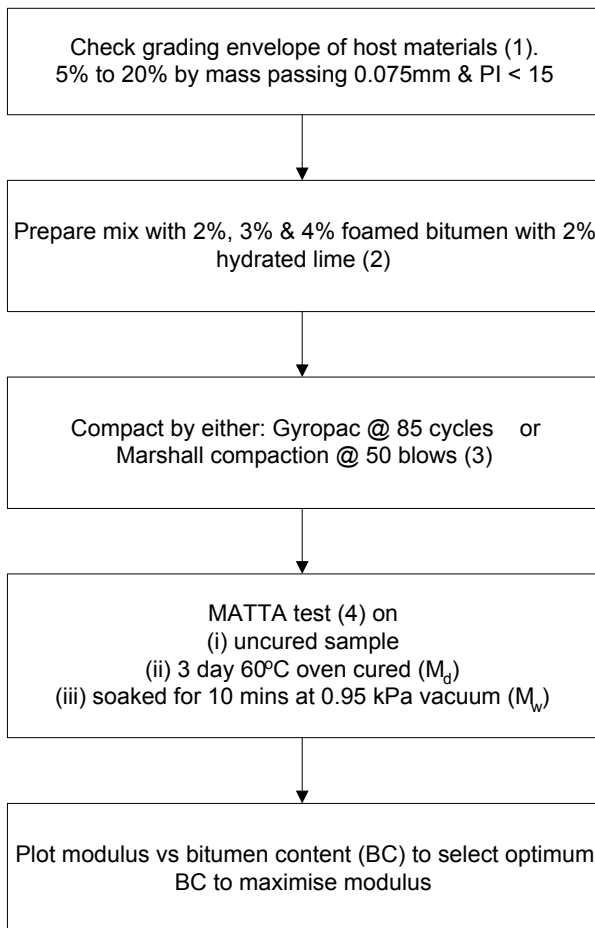 Check grading envelope of host materials (1).
5% to 20% by mass passing 0.075mm & PI < 15
Prepare mix with 2%, 3% & 4% foamed bitumen with 2%
hydrated lime (2)
Compact by either: Gyropac @ 85 cycles or
Marshall compaction @ 50 blows (3)
MATTA test (4) on
(i) uncured sample
(ii) 3 day 60ºC oven cured (Md)
(iii) soaked for 10 mins at 0.95 kPa vacuum (Mw)
Plot modulus vs bitumen content (BC) to select optimum
BC to maximise modulus